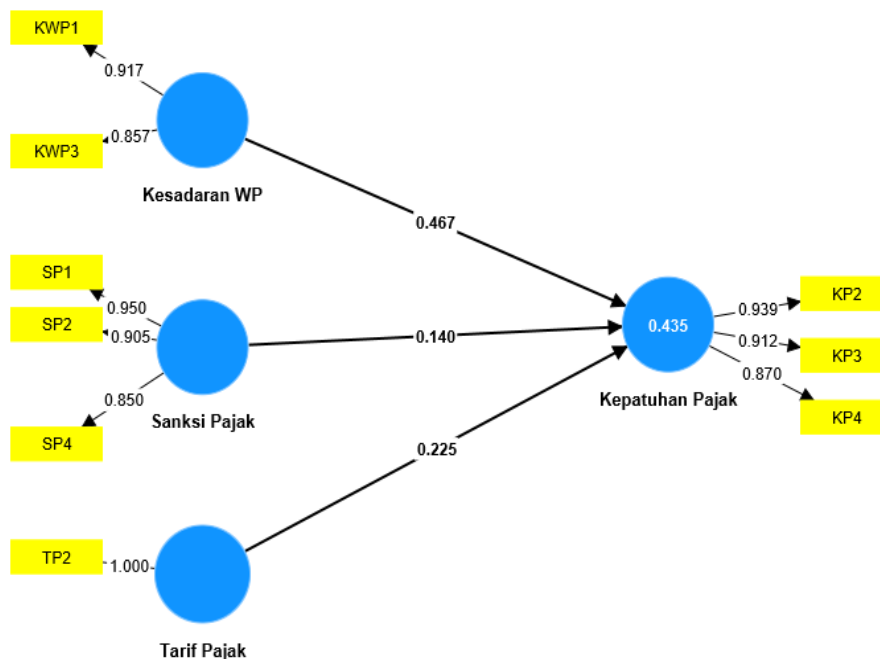 KWP1
0.917
0.857
KWP3
Kesadaran WP
0.467
SP1
0.950
SP2
0.905
0.850
SP4
Sanksi Pajak
0.140
0.435
Kepatuhan Pajak
0.939
KP2
0.912
KP3
0.870
KP4
0.225
TP2
1.000
Tarif Pajak